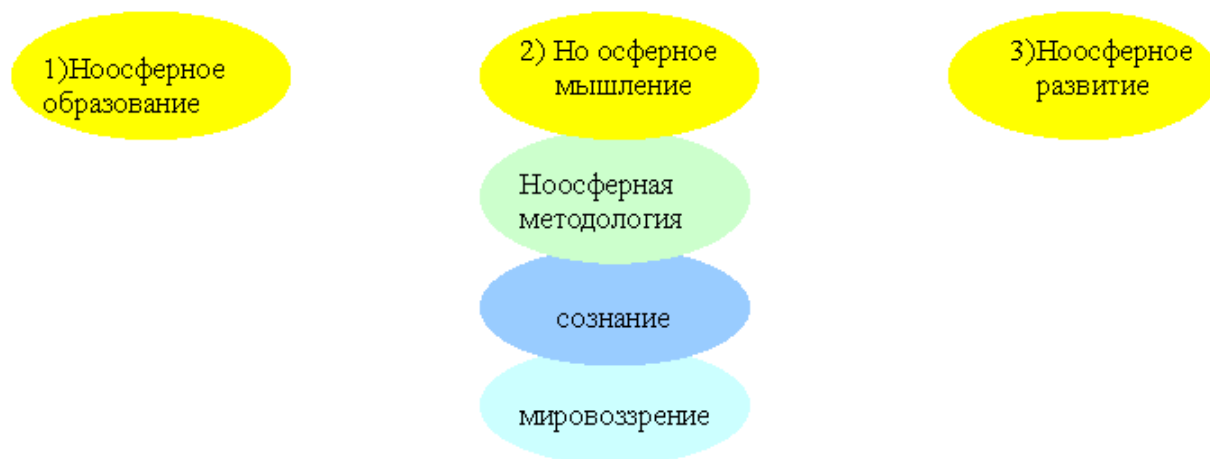 1)Ноосферное
образование
2) Но осферное
мышление
3)Ноосферное
развитие
Ноосферная
методология
сознание
мировоззрение